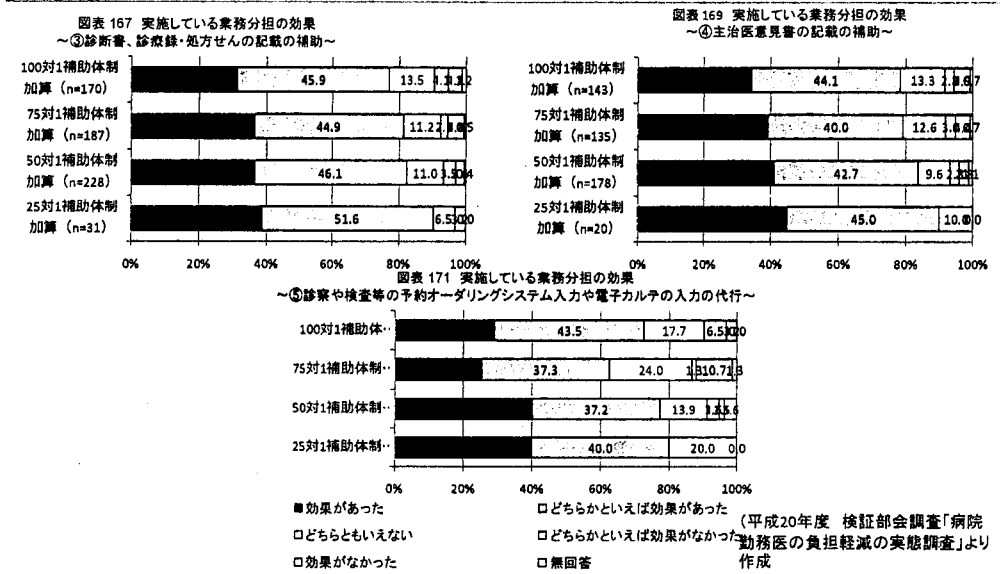 図表 167 実施している業務分担の効果
～③診断書、診療録・処方せんの記載の補助～
100対1補助体制
加算 (n=170)
45.9
13.5
75対1補助体制
加算 (n=187)
44.9
11.2
50対1補助体制
加算 (n=228)
46.1
11.0
25対1補助体制
加算 (n=31)
51.6
6.5
0% 20% 40% 60% 80% 100%
図表 169 実施している業務分担の効果
～④主治医意見書の記載の補助～
100対1補助体制
加算 (n=143)
44.1
13.3
75対1補助体制
加算 (n=135)
40.0
12.6
50対1補助体制
加算 (n=178)
42.7
9.6
25対1補助体制
加算 (n=20)
45.0
10.0
0% 20% 40% 60% 80% 100%
図表 171 実施している業務分担の効果
～⑤診察や検査等の予約オーダリングシステム入力や電子カルテの入力の代行～
100対1補助体‥
43.5
17.7
6.5
75対1補助体制‥
37.3
24.0
10.7
50対1補助体制‥
37.2
13.9
25対1補助体制‥
40.0
20.0
0.0
0% 20% 40% 60% 80% 100%
■効果があった
□どちらかといえば効果があった
□どちらともいえない
□どちらかといえば効果がなかった
□効果がなかった
□無回答
(平成20年度 検証部会調査「病院
勤務医の負担軽減の実態調査」より
作成